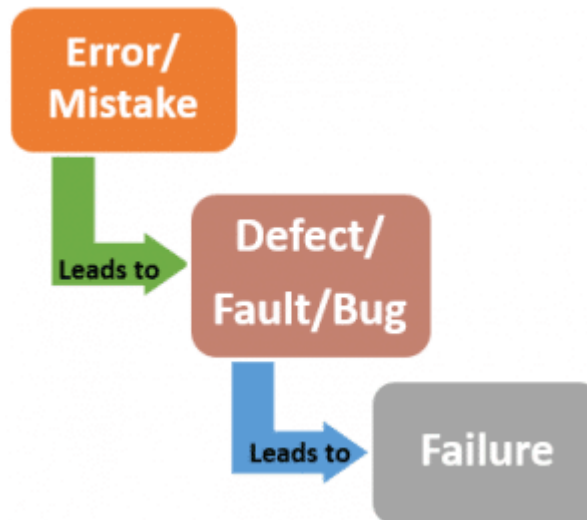 Error/
Mistake
Leads to
Defect/
Fault/Bug
Leads to
Failure